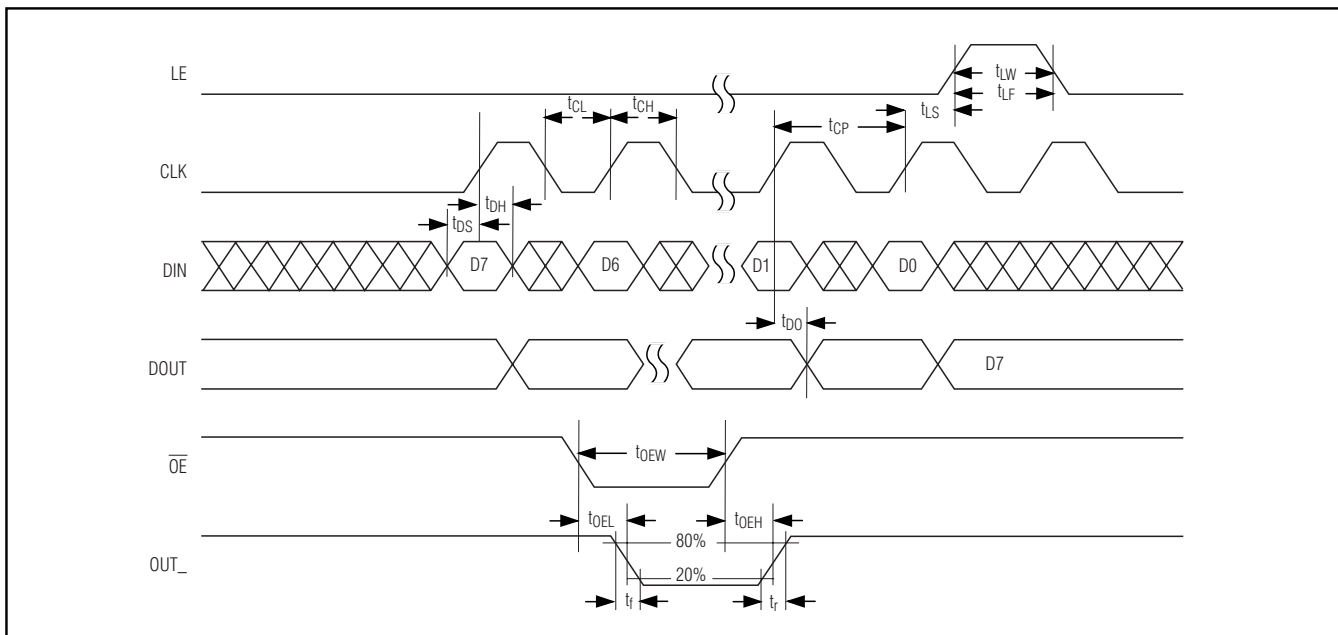 LE
tLW
tLF
tCL
tCH
tLS
tCP
CLK
tDH
tDS
DIN
D7
D6
D1
D0
tDO
DOUT
D7
OE
tOEW
tOEL
tOEH
80%
OUT_
20%
tf
tr